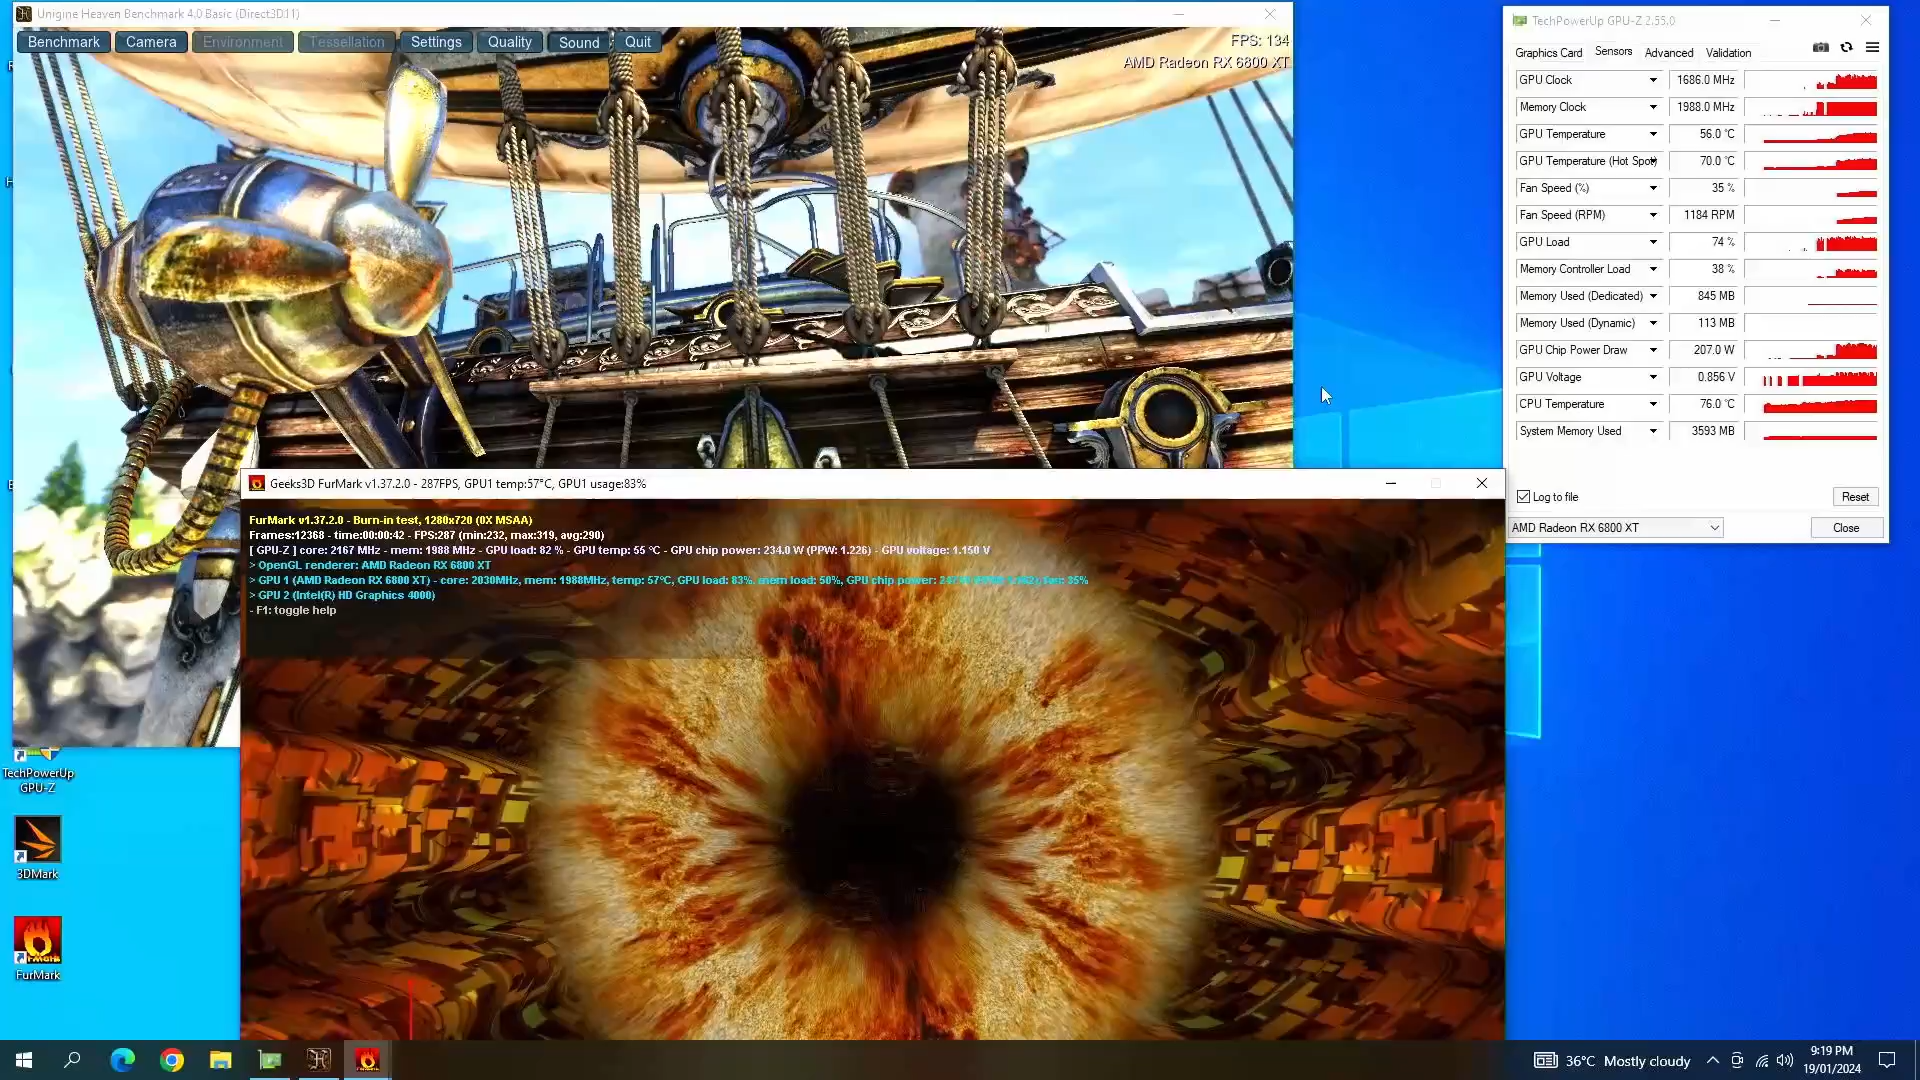 Unigine Heaven Benchmark 4.0 Basic (Direct3D11)
Benchmark Camera Environment Tessellation Settings Quality Sound Quit
FPS: 134
AMD Radeon RX 6800 XT
TechPowerUp GPU-Z 2.55.0
Graphics Card Sensors Advanced Validation
GPU Clock 1686.0 MHz
Memory Clock 1988.0 MHz
GPU Temperature 56.0 °C
GPU Temperature (Hot Spot) 70.0 °C
Fan Speed (%) 35 %
Fan Speed (RPM) 1184 RPM
GPU Load 74 %
Memory Controller Load 38 %
Memory Used (Dedicated) 845 MB
Memory Used (Dynamic) 113 MB
GPU Chip Power Draw 207.0 W
GPU Voltage 0.856 V
CPU Temperature 76.0 °C
System Memory Used 3593 MB
Log to file Reset
AMD Radeon RX 6800 XT Close
Geeks3D FurMark v1.37.2.0 - 287FPS, GPU1 temp:57°C, GPU1 usage:83%
FurMark v1.37.2.0 - Burn-in test, 1280x720 (0X MSAA)
Frames:12368 - time:00:00:42 - FPS:287 (min:232, max:319, avg:290)
[ GPU-Z ] core: 2167 MHz - mem: 1988 MHz - GPU load: 82 % - GPU temp: 55 °C - GPU chip power: 234.0 W (PPW: 1.226) - GPU voltage: 1.150 V
> OpenGL renderer: AMD Radeon RX 6800 XT
> GPU 1 (AMD Radeon RX 6800 XT) - core: 2030MHz, mem: 1988MHz, temp: 57°C, GPU load: 83%, mem load: 50%, GPU chip power: fan: 35%
> GPU 2 (Intel(R) HD Graphics 4000)
- F1: toggle help
TechPowerUp
GPU-Z
3DMark
FurMark
36°C Mostly cloudy
9:19 PM
19/01/2024